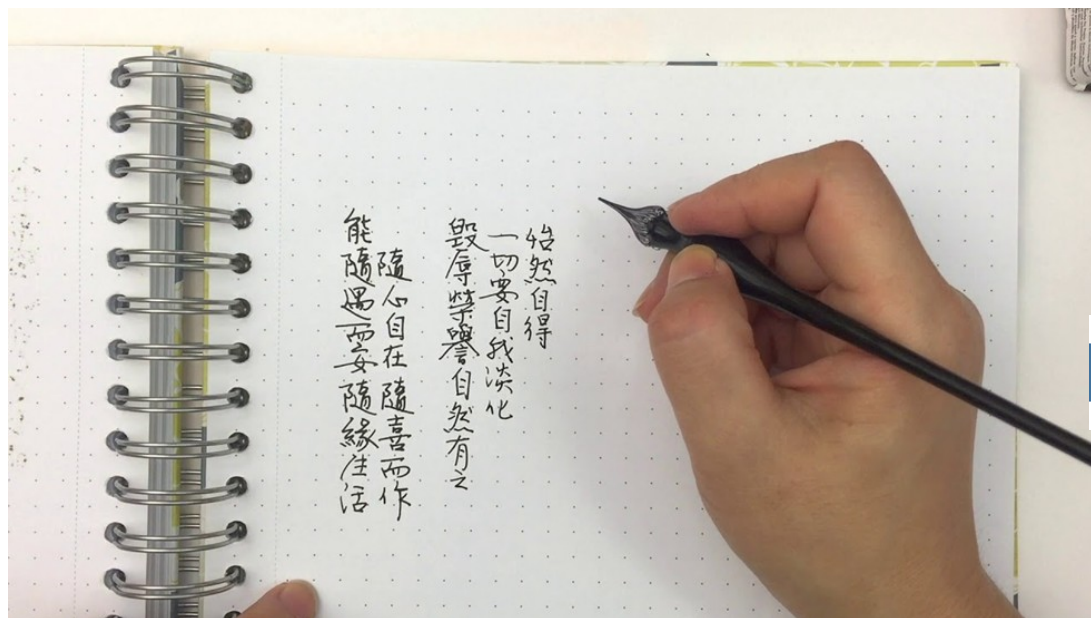 怡然自得
一切要自我淡化
毀辱榮譽自然有之
隨心自在 隨喜而作
能隨遇而安隨緣生活